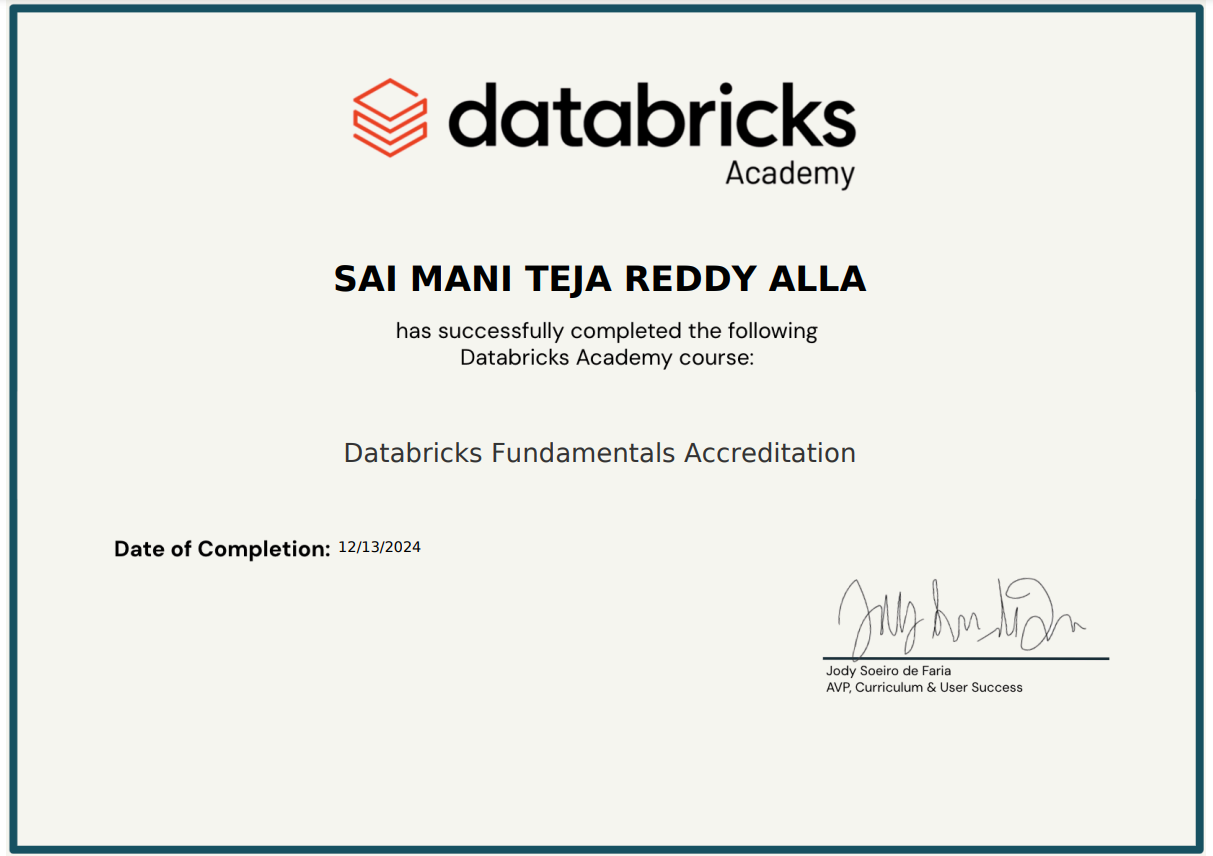 databricks
Academy
SAI MANI TEJA REDDY ALLA
has successfully completed the following
Databricks Academy course:
Databricks Fundamentals Accreditation
Date of Completion: 12/13/2024
Jody Soeiro de Faria
AVP, Curriculum & User Success